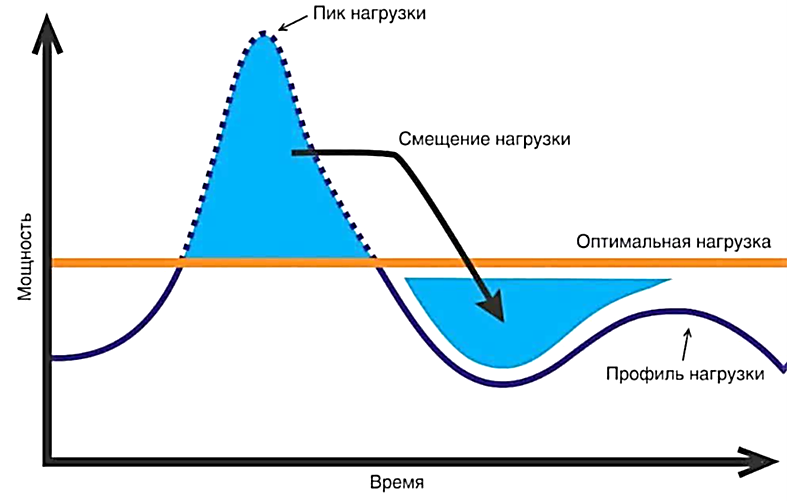 Пик нагрузки
Смещение нагрузки
Оптимальная нагрузка
Мощность
Профиль нагрузки
Время